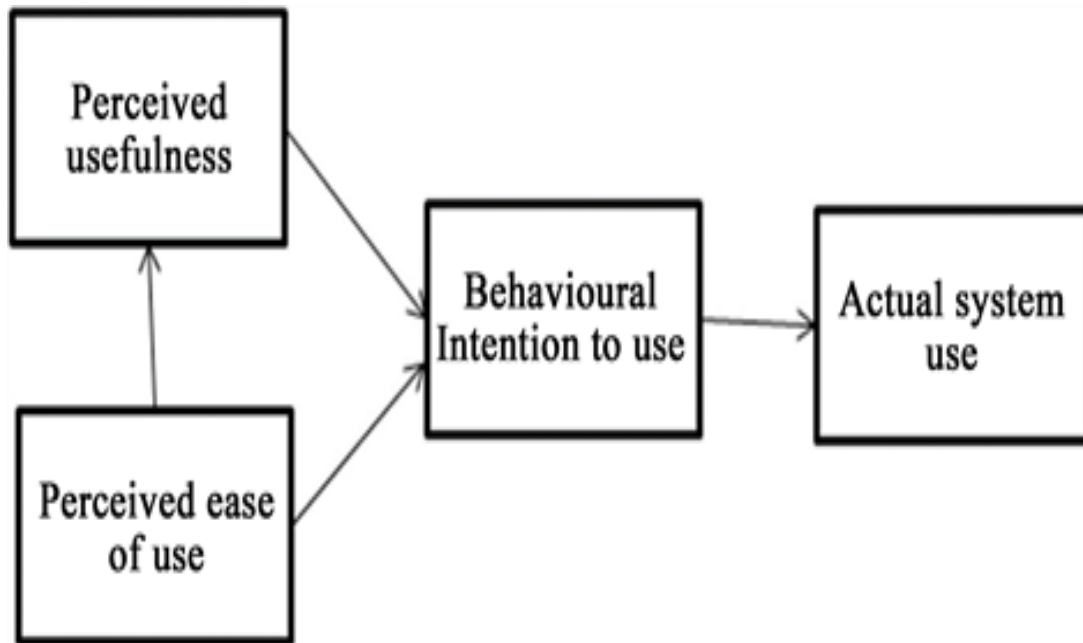 Perceived
usefulness
Perceived ease
of use
Behavioural
Intention to use
Actual system
use